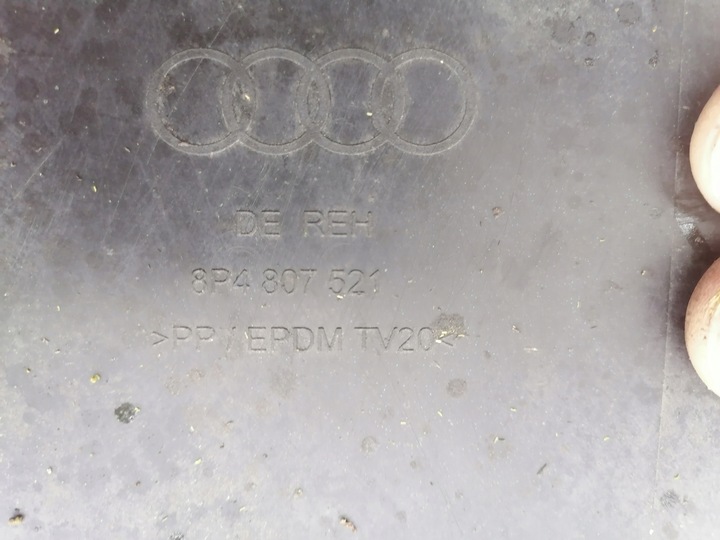 DE REH
8P4 807 521
>PP/EPDM TV20<